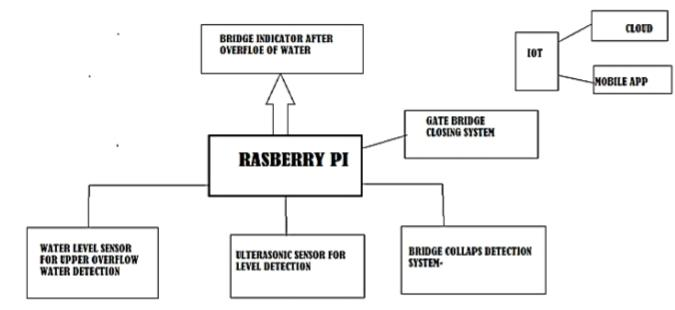 BRIDGE INDICATOR AFTER
OVERFLOE OF WATER
CLOUD
IOT
MOBILE APP
GATE BRIDGE
CLOSING SYSTEM
RASBERRY PI
WATER LEVEL SENSOR
FOR UPPER OVERFLOW
WATER DETECTION
ULTERASONIC SENSOR FOR
LEVEL DETECTION
BRIDGE COLLAPS DETECTION
SYSTEM-